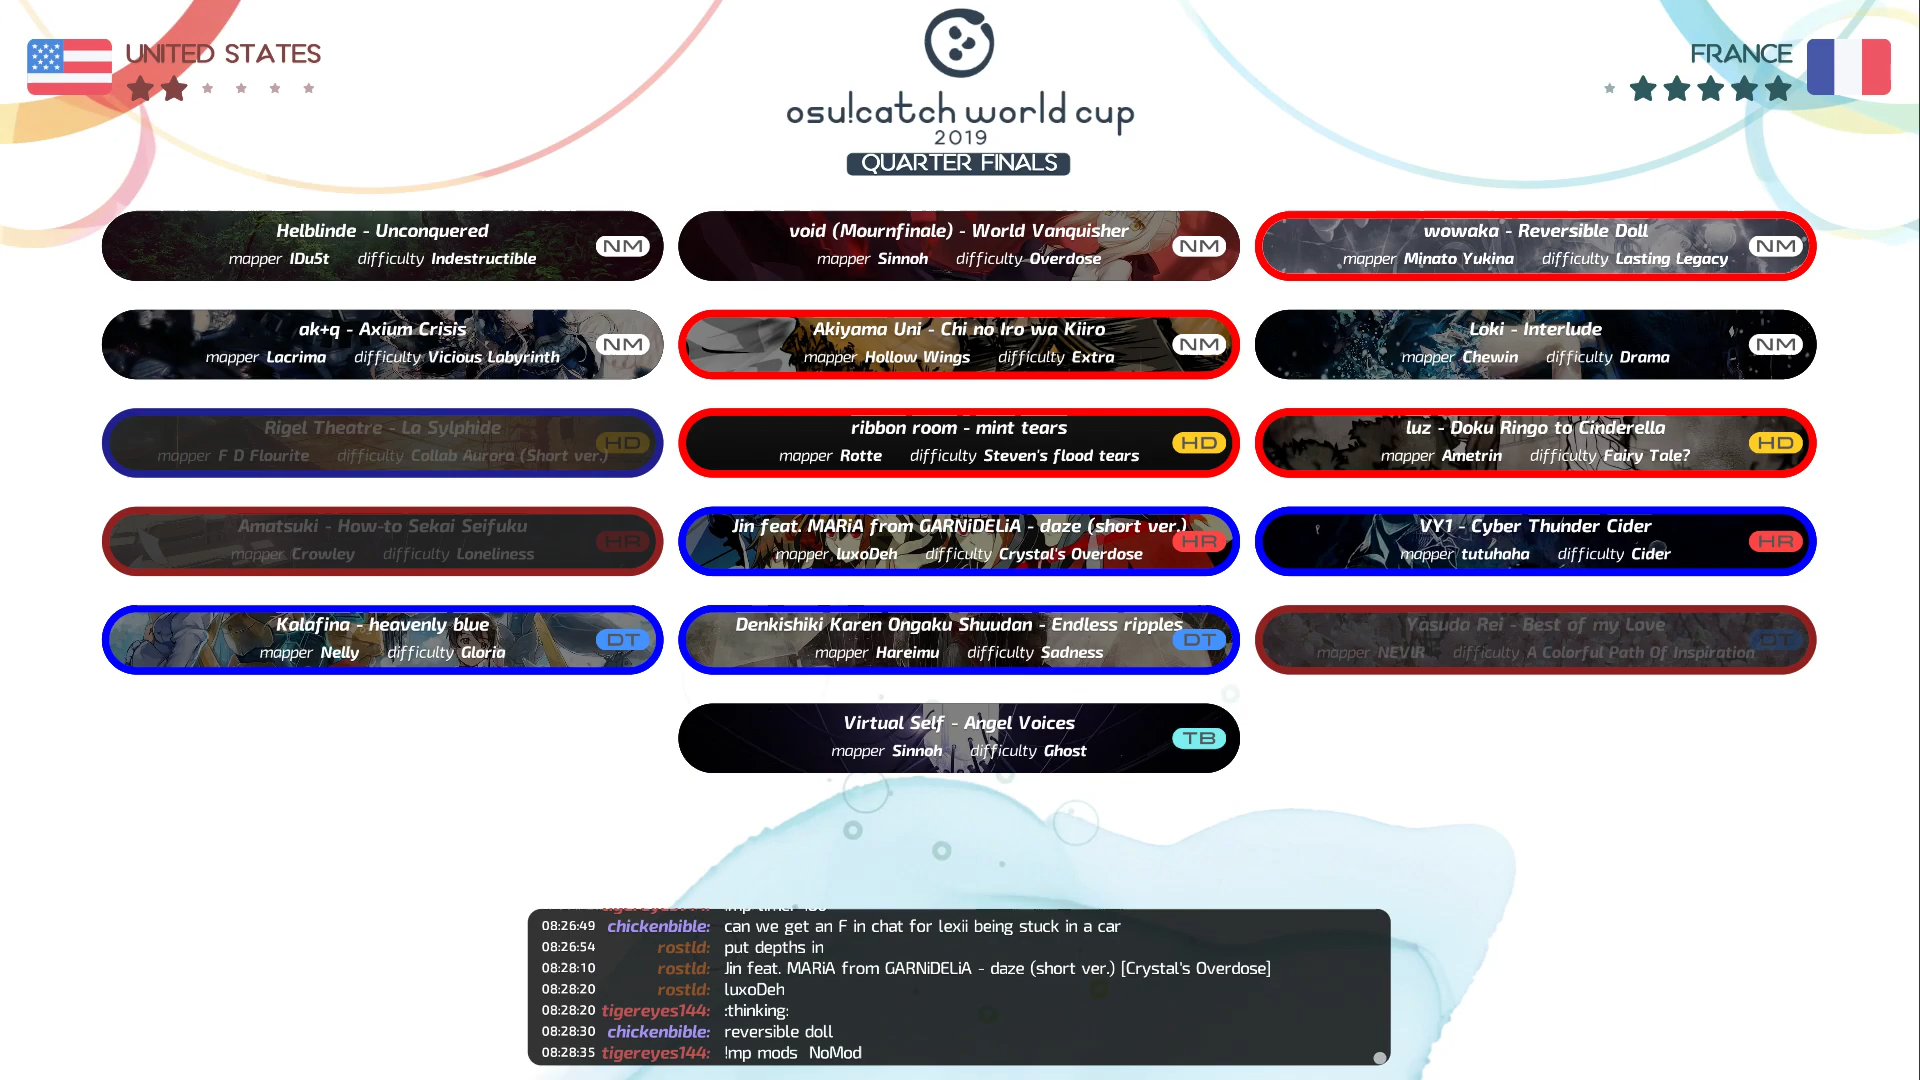 UNITED STATES
FRANCE
osu!catch world cup
2019
QUARTER FINALS
Helblinde - Unconquered
mapper IDu5t difficulty Indestructible
NM
void (Mournfinale) - World Vanquisher
mapper Sinnoh difficulty Overdose
NM
wowaka - Reversible Doll
mapper Minato Yukina difficulty Lasting Legacy
NM
ak+q - Axium Crisis
mapper Lacrima difficulty Vicious Labyrinth
NM
Akiyama Uni - Chi no Iro wa Kiiro
mapper Hollow Wings difficulty Extra
NM
Loki - Interlude
mapper Chewin difficulty Drama
NM
Rigel Theatre - La Sylphide
mapper F D Flourite difficulty Collab Aurora (Short ver.)
HD
ribbon room - mint tears
mapper Rotte difficulty Steven's flood tears
HD
luz - Doku Ringo to Cinderella
mapper Ametrin difficulty Fairy Tale?
HD
Amatsuki - How-to Sekai Seifuku
mapper Crowley difficulty Loneliness
HR
Jin feat. MARiA from GARNiDELiA - daze (short ver.)
mapper luxoDeh difficulty Crystal's Overdose
HR
VY1 - Cyber Thunder Cider
mapper tutuhaha difficulty Cider
HR
Kalafina - heavenly blue
mapper Nelly difficulty Gloria
DT
Denkishiki Karen Ongaku Shuudan - Endless ripples
mapper Hareimu difficulty Sadness
DT
Yasuda Rei - Best of my Love
mapper NEVIR difficulty A Colorful Path Of Inspiration
DT
Virtual Self - Angel Voices
mapper Sinnoh difficulty Ghost
TB
08:26:49 chickenbible: can we get an F in chat for lexii being stuck in a car
08:26:54 rostld: put depths in
08:28:10 rostld: Jin feat. MARiA from GARNiDELiA - daze (short ver.) [Crystal's Overdose]
08:28:20 rostld: luxoDeh
08:28:20 tigereyes144: :thinking:
08:28:30 chickenbible: reversible doll
08:28:35 tigereyes144: !mp mods NoMod